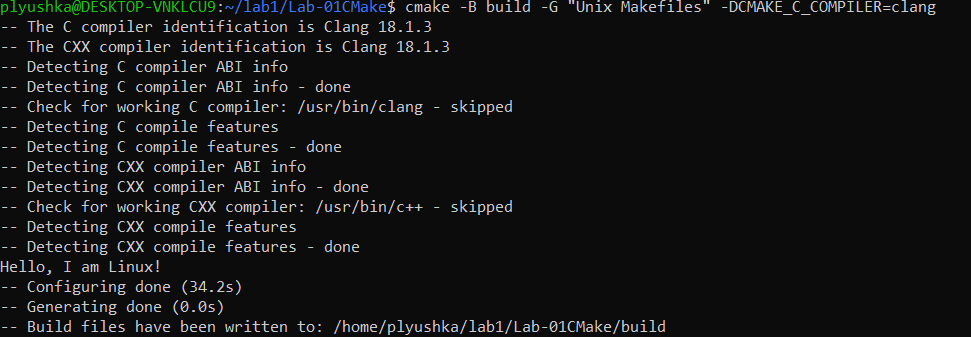 plyushka@DESKTOP-VNKLCU9:~/lab1/Lab-01CMake$ cmake -B build -G "Unix Makefiles" -DCMAKE_C_COMPILER=clang
-- The C compiler identification is Clang 18.1.3
-- The CXX compiler identification is Clang 18.1.3
-- Detecting C compiler ABI info
-- Detecting C compiler ABI info - done
-- Check for working C compiler: /usr/bin/clang - skipped
-- Detecting C compile features
-- Detecting C compile features - done
-- Detecting CXX compiler ABI info
-- Detecting CXX compiler ABI info - done
-- Check for working CXX compiler: /usr/bin/c++ - skipped
-- Detecting CXX compile features
-- Detecting CXX compile features - done
Hello, I am Linux!
-- Configuring done (34.2s)
-- Generating done (0.0s)
-- Build files have been written to: /home/plyushka/lab1/Lab-01CMake/build